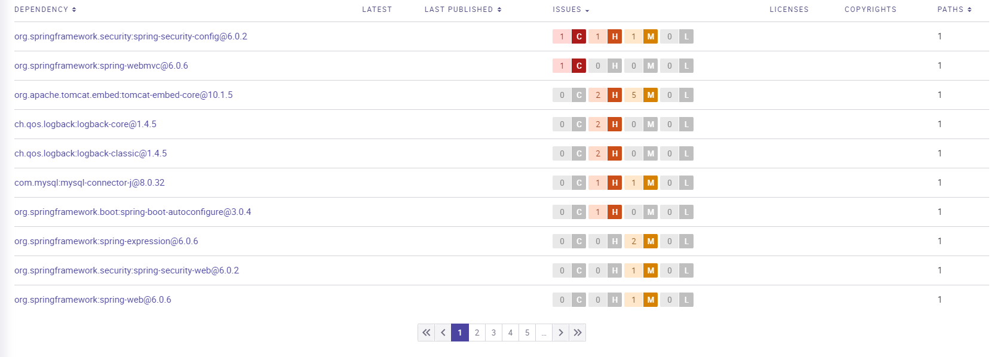 DEPENDENCY LATEST LAST PUBLISHED ISSUES LICENSES COPYRIGHTS PATHS
org.springframework.security:spring-security-config@6.0.2 1 C 1 H 1 M 0 L 1
org.springframework:spring-webmvc@6.0.6 1 C 0 H 0 M 0 L 1
org.apache.tomcat.embed:tomcat-embed-core@10.1.5 0 C 2 H 5 M 0 L 1
ch.qos.logback:logback-core@1.4.5 0 C 2 H 0 M 0 L 1
ch.qos.logback:logback-classic@1.4.5 0 C 2 H 0 M 0 L 1
com.mysql:mysql-connector-j@8.0.32 0 C 1 H 1 M 0 L 1
org.springframework.boot:spring-boot-autoconfigure@3.0.4 0 C 1 H 0 M 0 L 1
org.springframework:spring-expression@6.0.6 0 C 0 H 2 M 0 L 1
org.springframework.security:spring-security-web@6.0.2 0 C 0 H 1 M 0 L 1
org.springframework:spring-web@6.0.6 0 C 0 H 1 M 0 L 1
1 2 3 4 5 ...